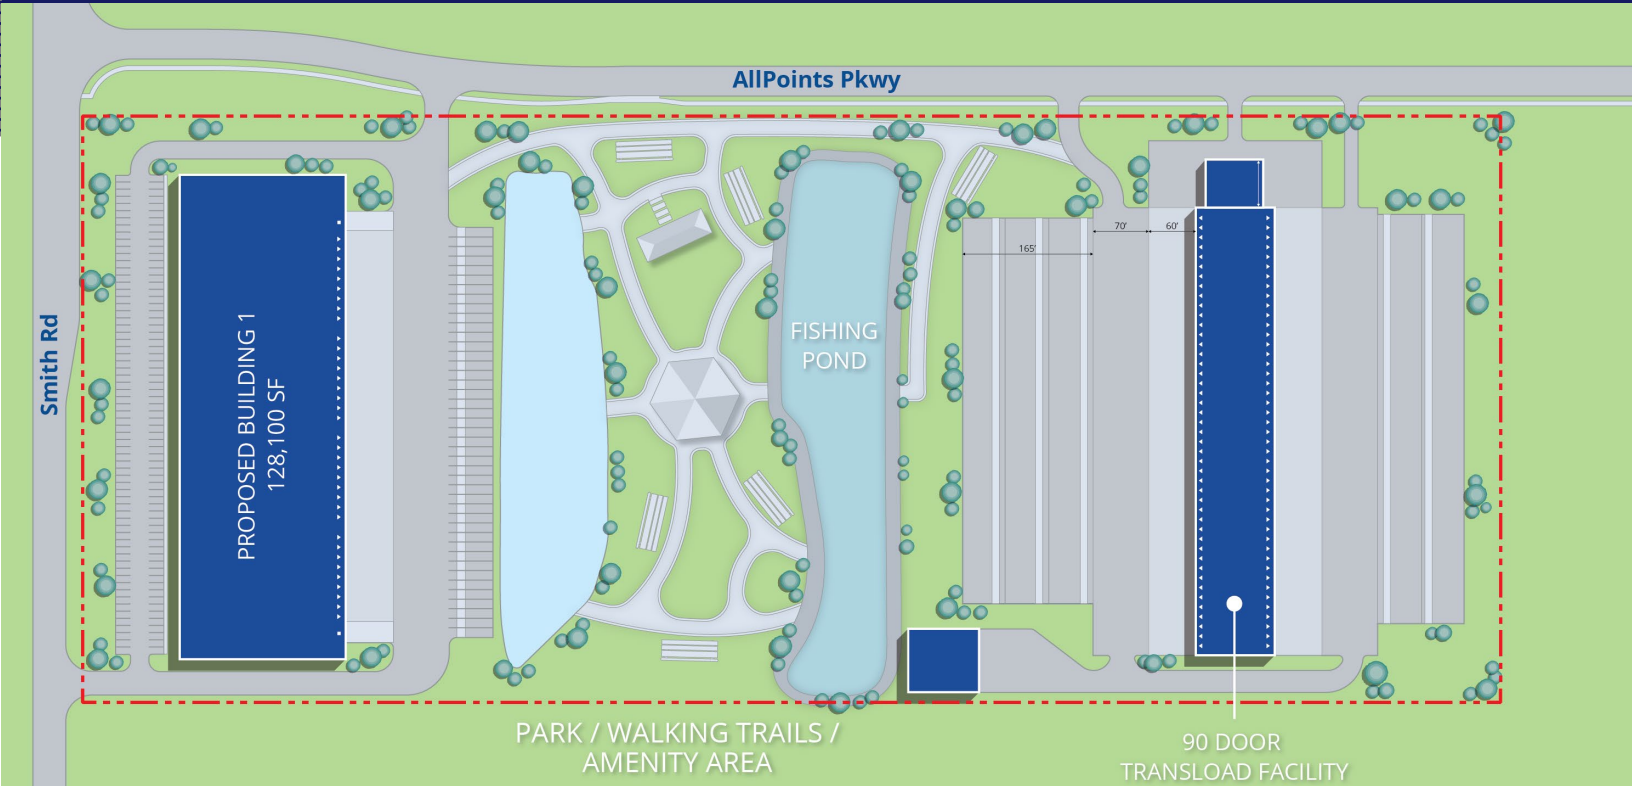 AllPoints Pkwy
Smith Rd
PROPOSED BUILDING 1
128,100 SF
FISHING
POND
70'
60'
165'
PARK / WALKING TRAILS /
AMENITY AREA
90 DOOR
TRANSLOAD FACILITY